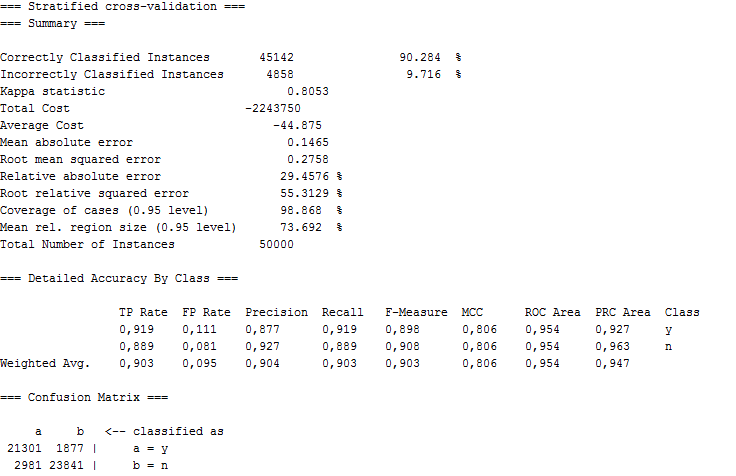 === Stratified cross-validation ===
=== Summary ===
Correctly Classified Instances 45142 90.284 %
Incorrectly Classified Instances 4858 9.716 %
Kappa statistic 0.8053
Total Cost -2243750
Average Cost -44.875
Mean absolute error 0.1465
Root mean squared error 0.2758
Relative absolute error 29.4576 %
Root relative squared error 55.3129 %
Coverage of cases (0.95 level) 98.868 %
Mean rel. region size (0.95 level) 73.692 %
Total Number of Instances 50000
=== Detailed Accuracy By Class ===
TP Rate FP Rate Precision Recall F-Measure MCC ROC Area PRC Area Class
0,919 0,111 0,877 0,919 0,898 0,806 0,954 0,927 y
0,889 0,081 0,927 0,889 0,908 0,806 0,954 0,963 n
Weighted Avg. 0,903 0,095 0,904 0,903 0,903 0,806 0,954 0,947
=== Confusion Matrix ===
a b <-- classified as
21301 1877 | a = y
2981 23841 | b = n